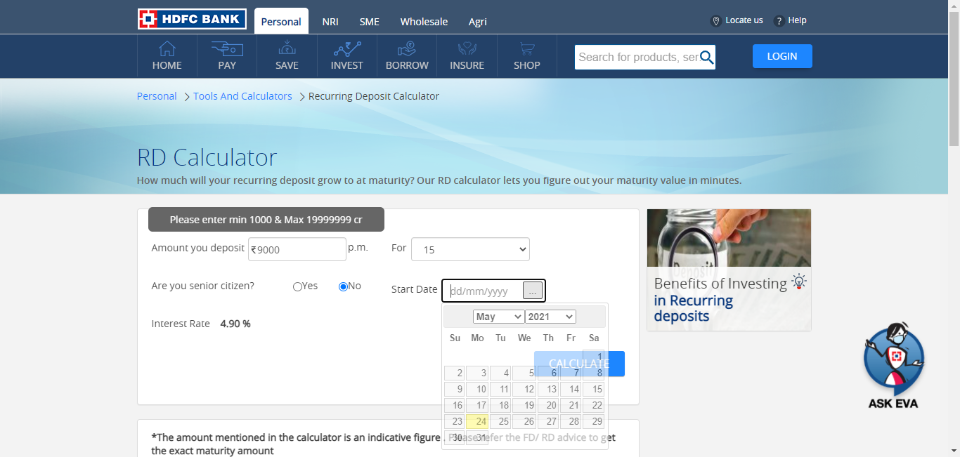 HDFC BANK Personal NRI SME Wholesale Agri Locate us ? Help
HOME PAY SAVE INVEST BORROW INSURE SHOP Search for products, ser LOGIN
Personal > Tools And Calculators > Recurring Deposit Calculator
RD Calculator
How much will your recurring deposit grow to at maturity? Our RD calculator lets you figure out your maturity value in minutes.
Please enter min 1000 & Max 19999999 cr
Amount you deposit ₹9000 p.m. For 15
Are you senior citizen? Yes No Start Date dd/mm/yyyy ...
Interest Rate 4.90 %
May 2021
Su Mo Tu We Th Fr Sa
1
2 3 4 5 6 7 8
9 10 11 12 13 14 15
16 17 18 19 20 21 22
23 24 25 26 27 28 29
30 31
CALCULATE
Benefits of Investing
in Recurring
deposits
ASK EVA
*The amount mentioned in the calculator is an indicative figure . Please refer the FD/ RD advice to get
the exact maturity amount